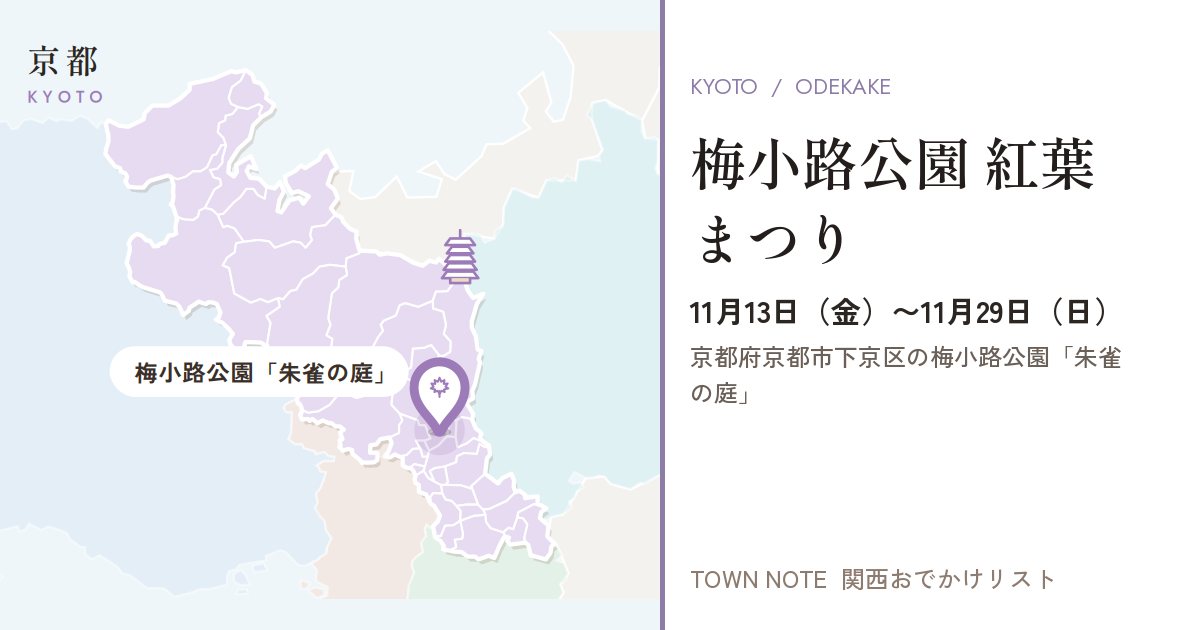 京都
KYOTO
梅小路公園「朱雀の庭」
KYOTO / ODEKAKE
梅小路公園 紅葉
まつり
11月13日（金）〜11月29日（日）
京都府京都市下京区の梅小路公園「朱雀
の庭」
TOWN NOTE 関西おでかけリスト